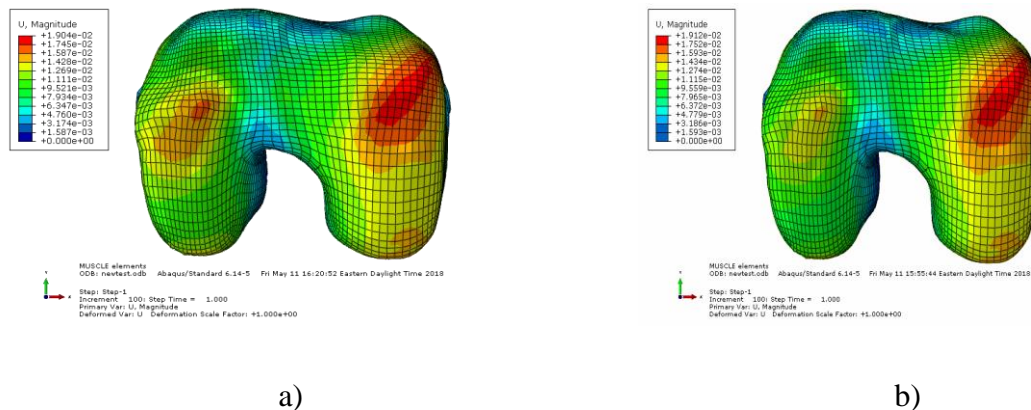 U, Magnitude
+1.904e-02
+1.745e-02
+1.587e-02
+1.428e-02
+1.269e-02
+1.111e-02
+9.521e-03
+7.934e-03
+6.347e-03
+4.760e-03
+3.174e-03
+1.587e-03
+0.000e+00
MUSCLE elements
ODB: newtest.odb Abaqus/Standard 6.14-5 Fri May 11 16:20:52 Eastern Daylight Time 2018
Y
X
Step: Step-1
Increment 100: Step Time = 1.000
Primary Var: U, Magnitude
Deformed Var: U Deformation Scale Factor: +1.000e+00
a)
U, Magnitude
+1.912e-02
+1.752e-02
+1.593e-02
+1.434e-02
+1.274e-02
+1.115e-02
+9.559e-03
+7.965e-03
+6.372e-03
+4.779e-03
+3.186e-03
+1.593e-03
+0.000e+00
MUSCLE elements
ODB: newtest.odb Abaqus/Standard 6.14-5 Fri May 11 15:55:44 Eastern Daylight Time 2018
Y
X
Step: Step-1
Increment 100: Step Time = 1.000
Primary Var: U, Magnitude
Deformed Var: U Deformation Scale Factor: +1.000e+00
b)